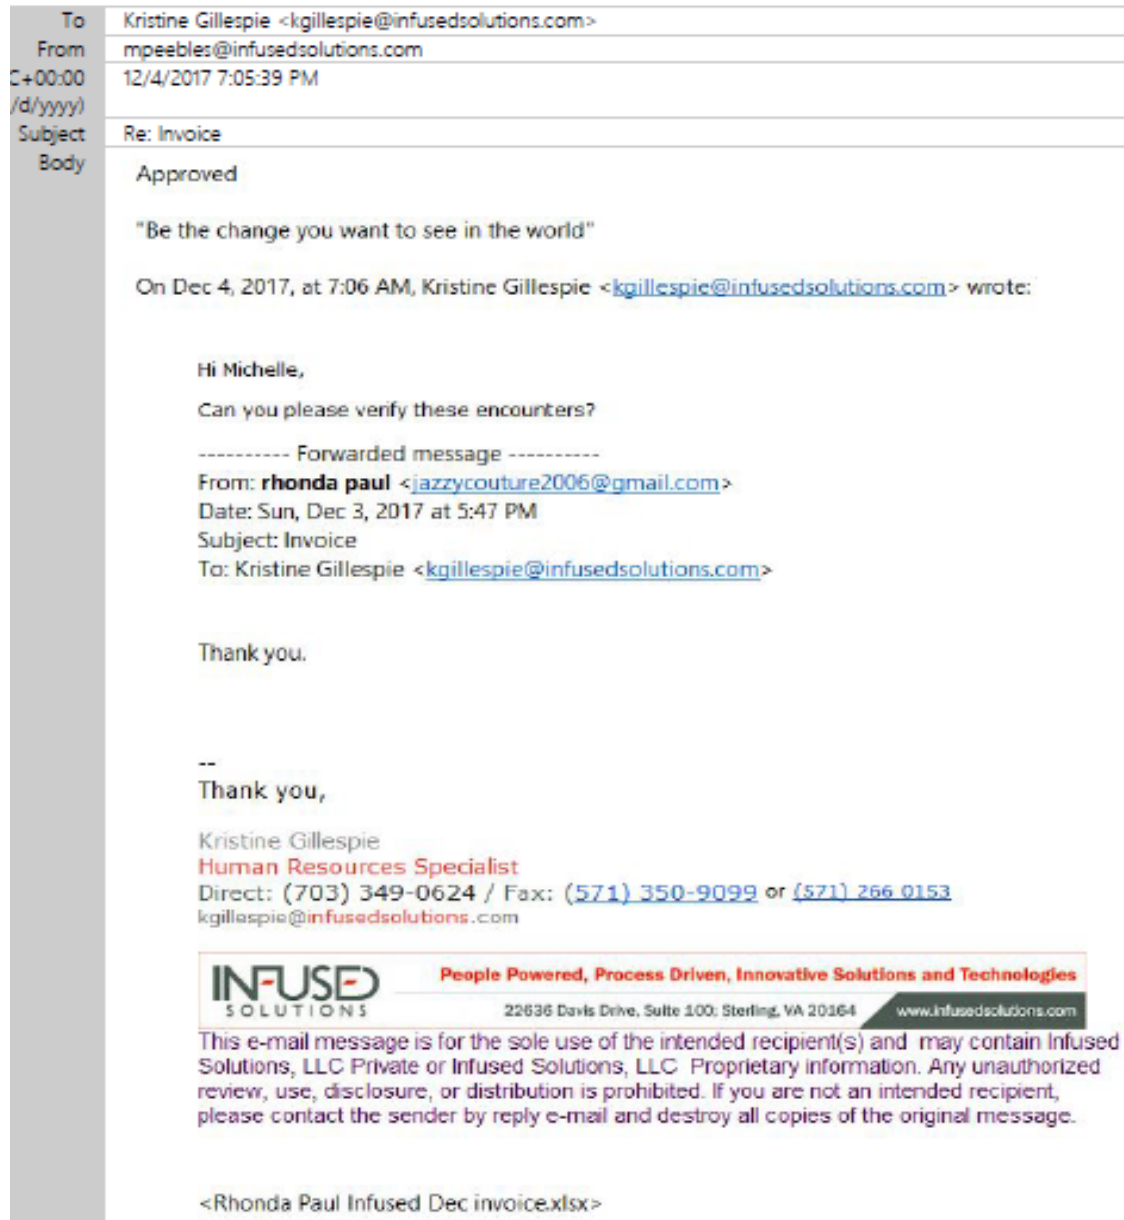 To Kristine Gillespie <kgillespie@infusedsolutions.com>
From mpeebles@infusedsolutions.com
C+00:00 12/4/2017 7:05:39 PM
/d/yyyy)
Subject Re: Invoice
Body
Approved
"Be the change you want to see in the world"
On Dec 4, 2017, at 7:06 AM, Kristine Gillespie <kgillespie@infusedsolutions.com> wrote:
Hi Michelle,
Can you please verify these encounters?
---------- Forwarded message ----------
From: rhonda paul <jazzycouture2006@gmail.com>
Date: Sun, Dec 3, 2017 at 5:47 PM
Subject: Invoice
To: Kristine Gillespie <kgillespie@infusedsolutions.com>
Thank you.
--
Thank you,
Kristine Gillespie
Human Resources Specialist
Direct: (703) 349-0624 / Fax: (571) 350-9099 or (571) 266 0153
kgillespie@infusedsolutions.com
INFUSED
SOLUTIONS
People Powered, Process Driven, Innovative Solutions and Technologies
22636 Davis Drive, Suite 100; Sterling, VA 20164 www.infusedsolutions.com
This e-mail message is for the sole use of the intended recipient(s) and may contain Infused
Solutions, LLC Private or Infused Solutions, LLC Proprietary information. Any unauthorized
review, use, disclosure, or distribution is prohibited. If you are not an intended recipient,
please contact the sender by reply e-mail and destroy all copies of the original message.
<Rhonda Paul Infused Dec invoice.xlsx>